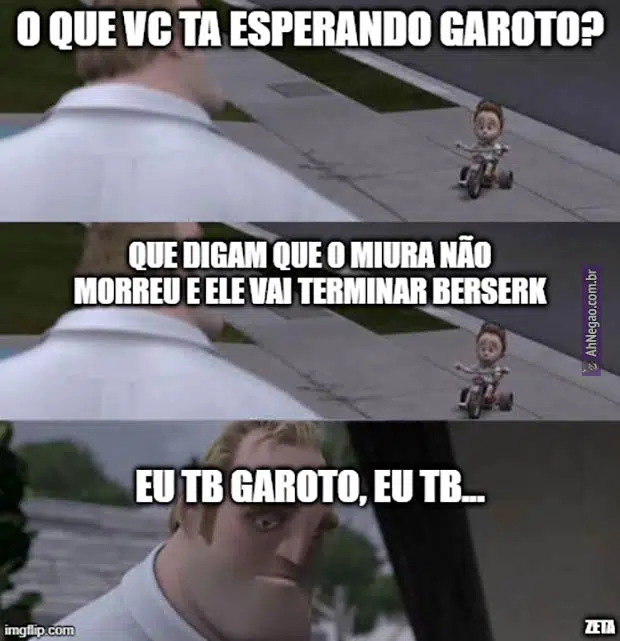 O QUE VC TA ESPERANDO GAROTO?
QUE DIGAM QUE O MIURA NÃO
MORREU E ELE VAI TERMINAR BERSERK
AhNegao.com.br
EU TB GAROTO, EU TB...
imgflip.com
ZETA